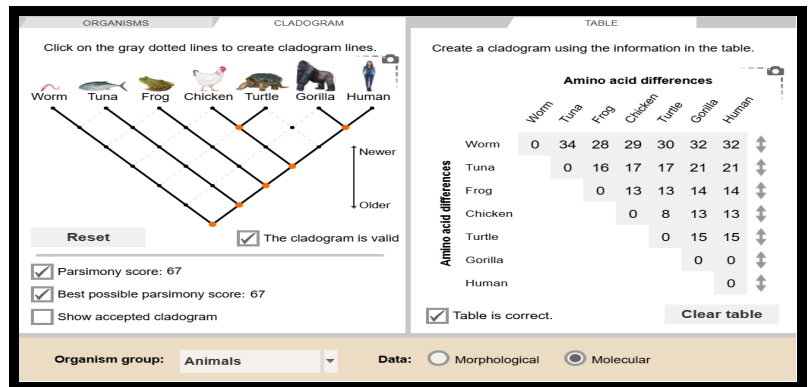 ORGANISMS
CLADOGRAM
Click on the gray dotted lines to create cladogram lines.
Worm Tuna Frog Chicken Turtle Gorilla Human
Newer
Older
Reset
The cladogram is valid
Parsimony score: 67
Best possible parsimony score: 67
Show accepted cladogram
TABLE
Create a cladogram using the information in the table.
Amino acid differences
Worm Tuna Frog Chicken Turtle Gorilla Human
Amino acid differences
Worm 0 34 28 29 30 32 32
Tuna 0 16 17 17 21 21
Frog 0 13 13 14 14
Chicken 0 8 13 13
Turtle 0 15 15
Gorilla 0 0
Human 0
Table is correct.
Clear table
Organism group: Animals Data: Morphological Molecular